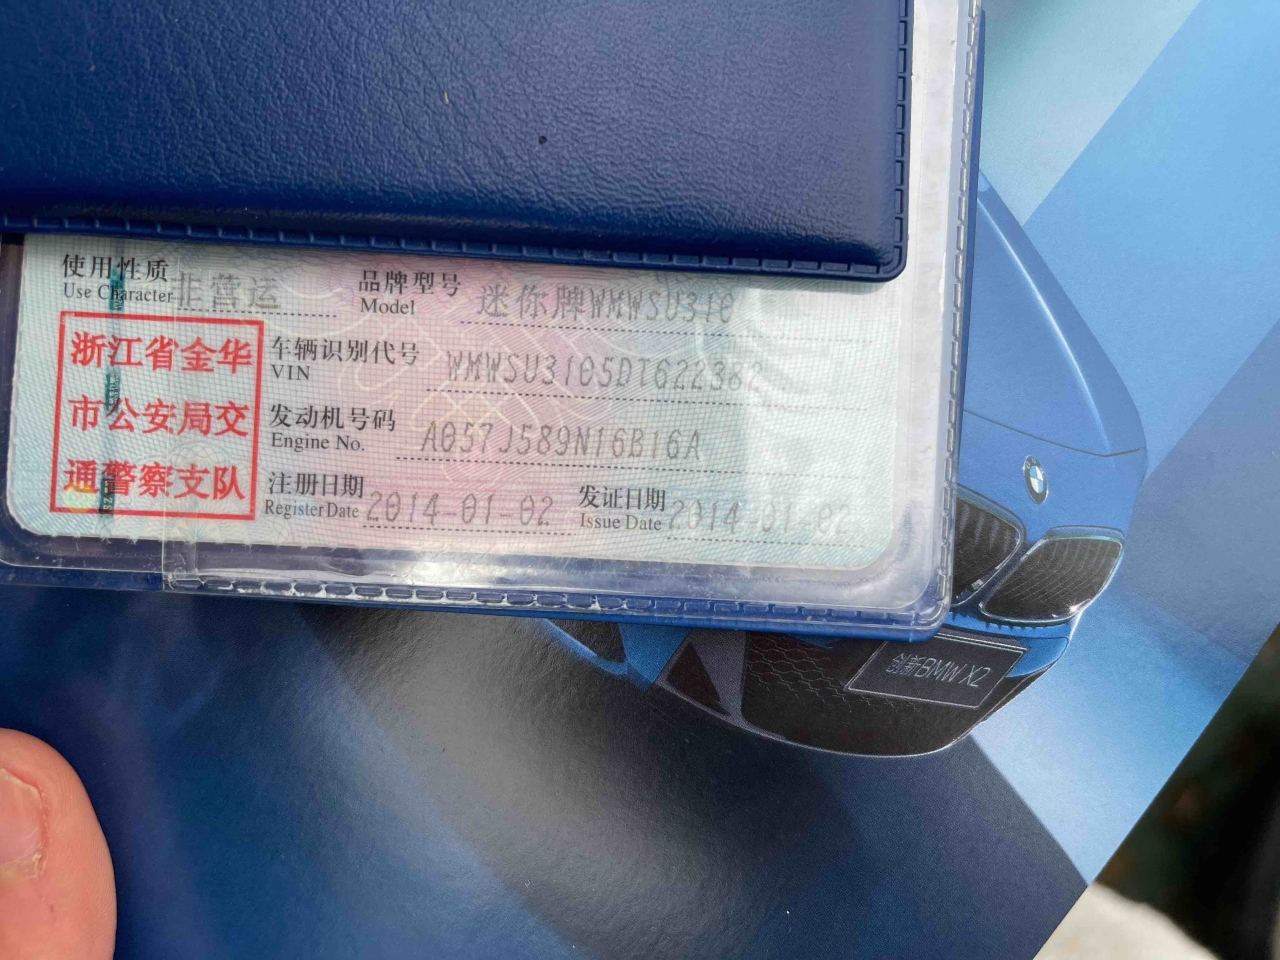 使用性质 非营运 品牌型号 迷你牌WMWSU310
Use Character Model
浙江省金华
市公安局交
通警察支队
车辆识别代号 WMWSU3105DT622382
VIN
发动机号码 A057J589N16B16A
Engine No.
注册日期 2014-01-02 发证日期 2014-01-02
Register Date Issue Date
创新BMW X2